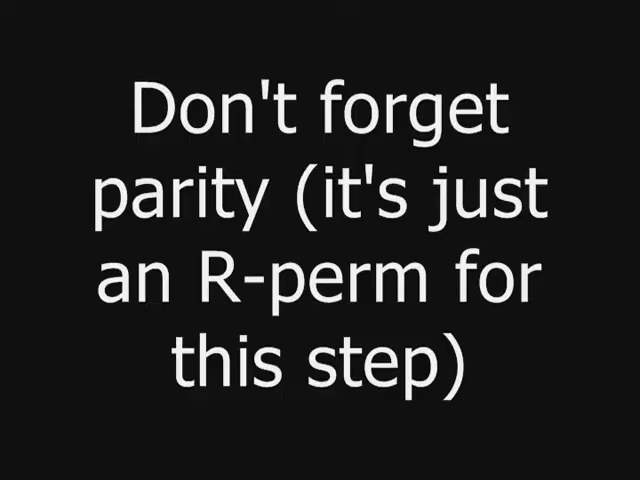 Don't forget
parity (it's just
an R-perm for
this step)